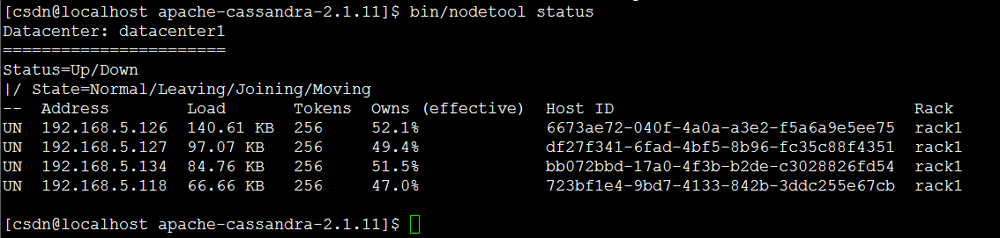 [csdn@localhost apache-cassandra-2.1.11]$ bin/nodetool status
Datacenter: datacenter1
=======================
Status=Up/Down
|/ State=Normal/Leaving/Joining/Moving
--  Address        Load        Tokens  Owns (effective)  Host ID                               Rack
UN  192.168.5.126  140.61 KB  256     52.1%             6673ae72-040f-4a0a-a3e2-f5a6a9e5ee75  rack1
UN  192.168.5.127  97.07 KB   256     49.4%             df27f341-6fad-4bf5-8b96-fc35c88f4351  rack1
UN  192.168.5.134  84.76 KB   256     51.5%             bb072bbd-17a0-4f3b-b2de-c3028826fd54  rack1
UN  192.168.5.118  66.66 KB   256     47.0%             723bf1e4-9bd7-4133-842b-3ddc255e67cb  rack1
[csdn@localhost apache-cassandra-2.1.11]$